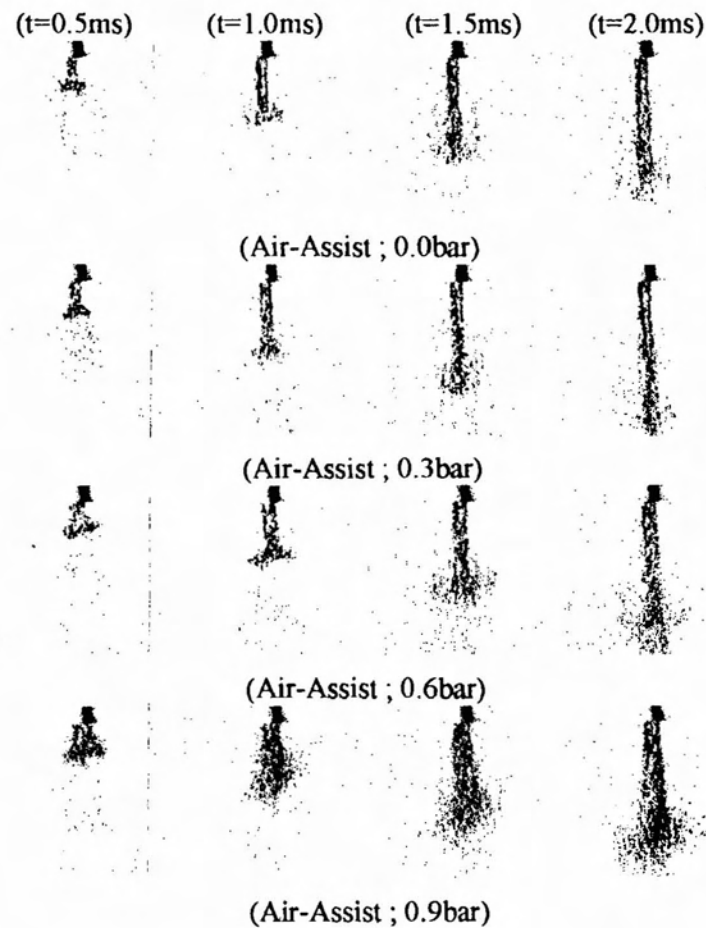 (t=0.5ms) (t=1.0ms) (t=1.5ms) (t=2.0ms)
(Air-Assist ; 0.0bar)
(Air-Assist ; 0.3bar)
(Air-Assist ; 0.6bar)
(Air-Assist ; 0.9bar)